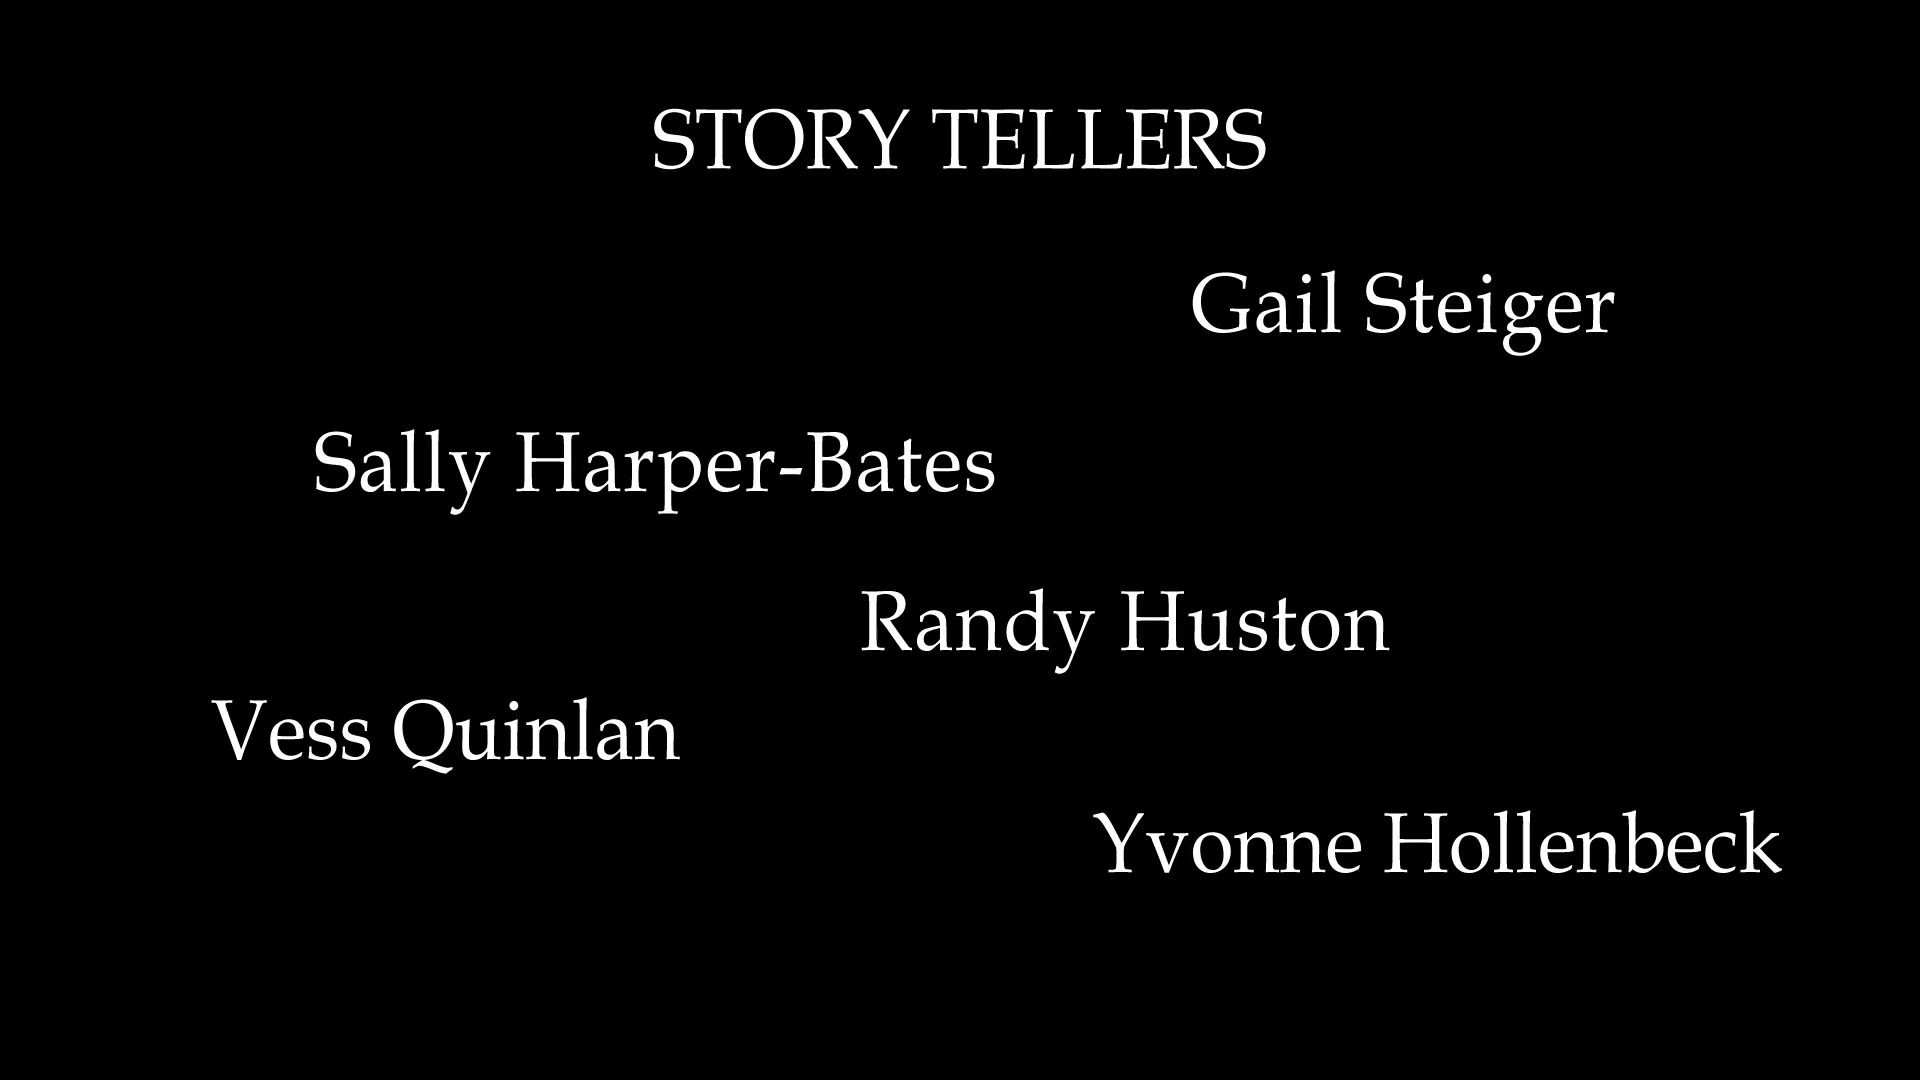 STORY TELLERS
Gail Steiger
Sally Harper-Bates
Randy Huston
Vess Quinlan
Yvonne Hollenbeck